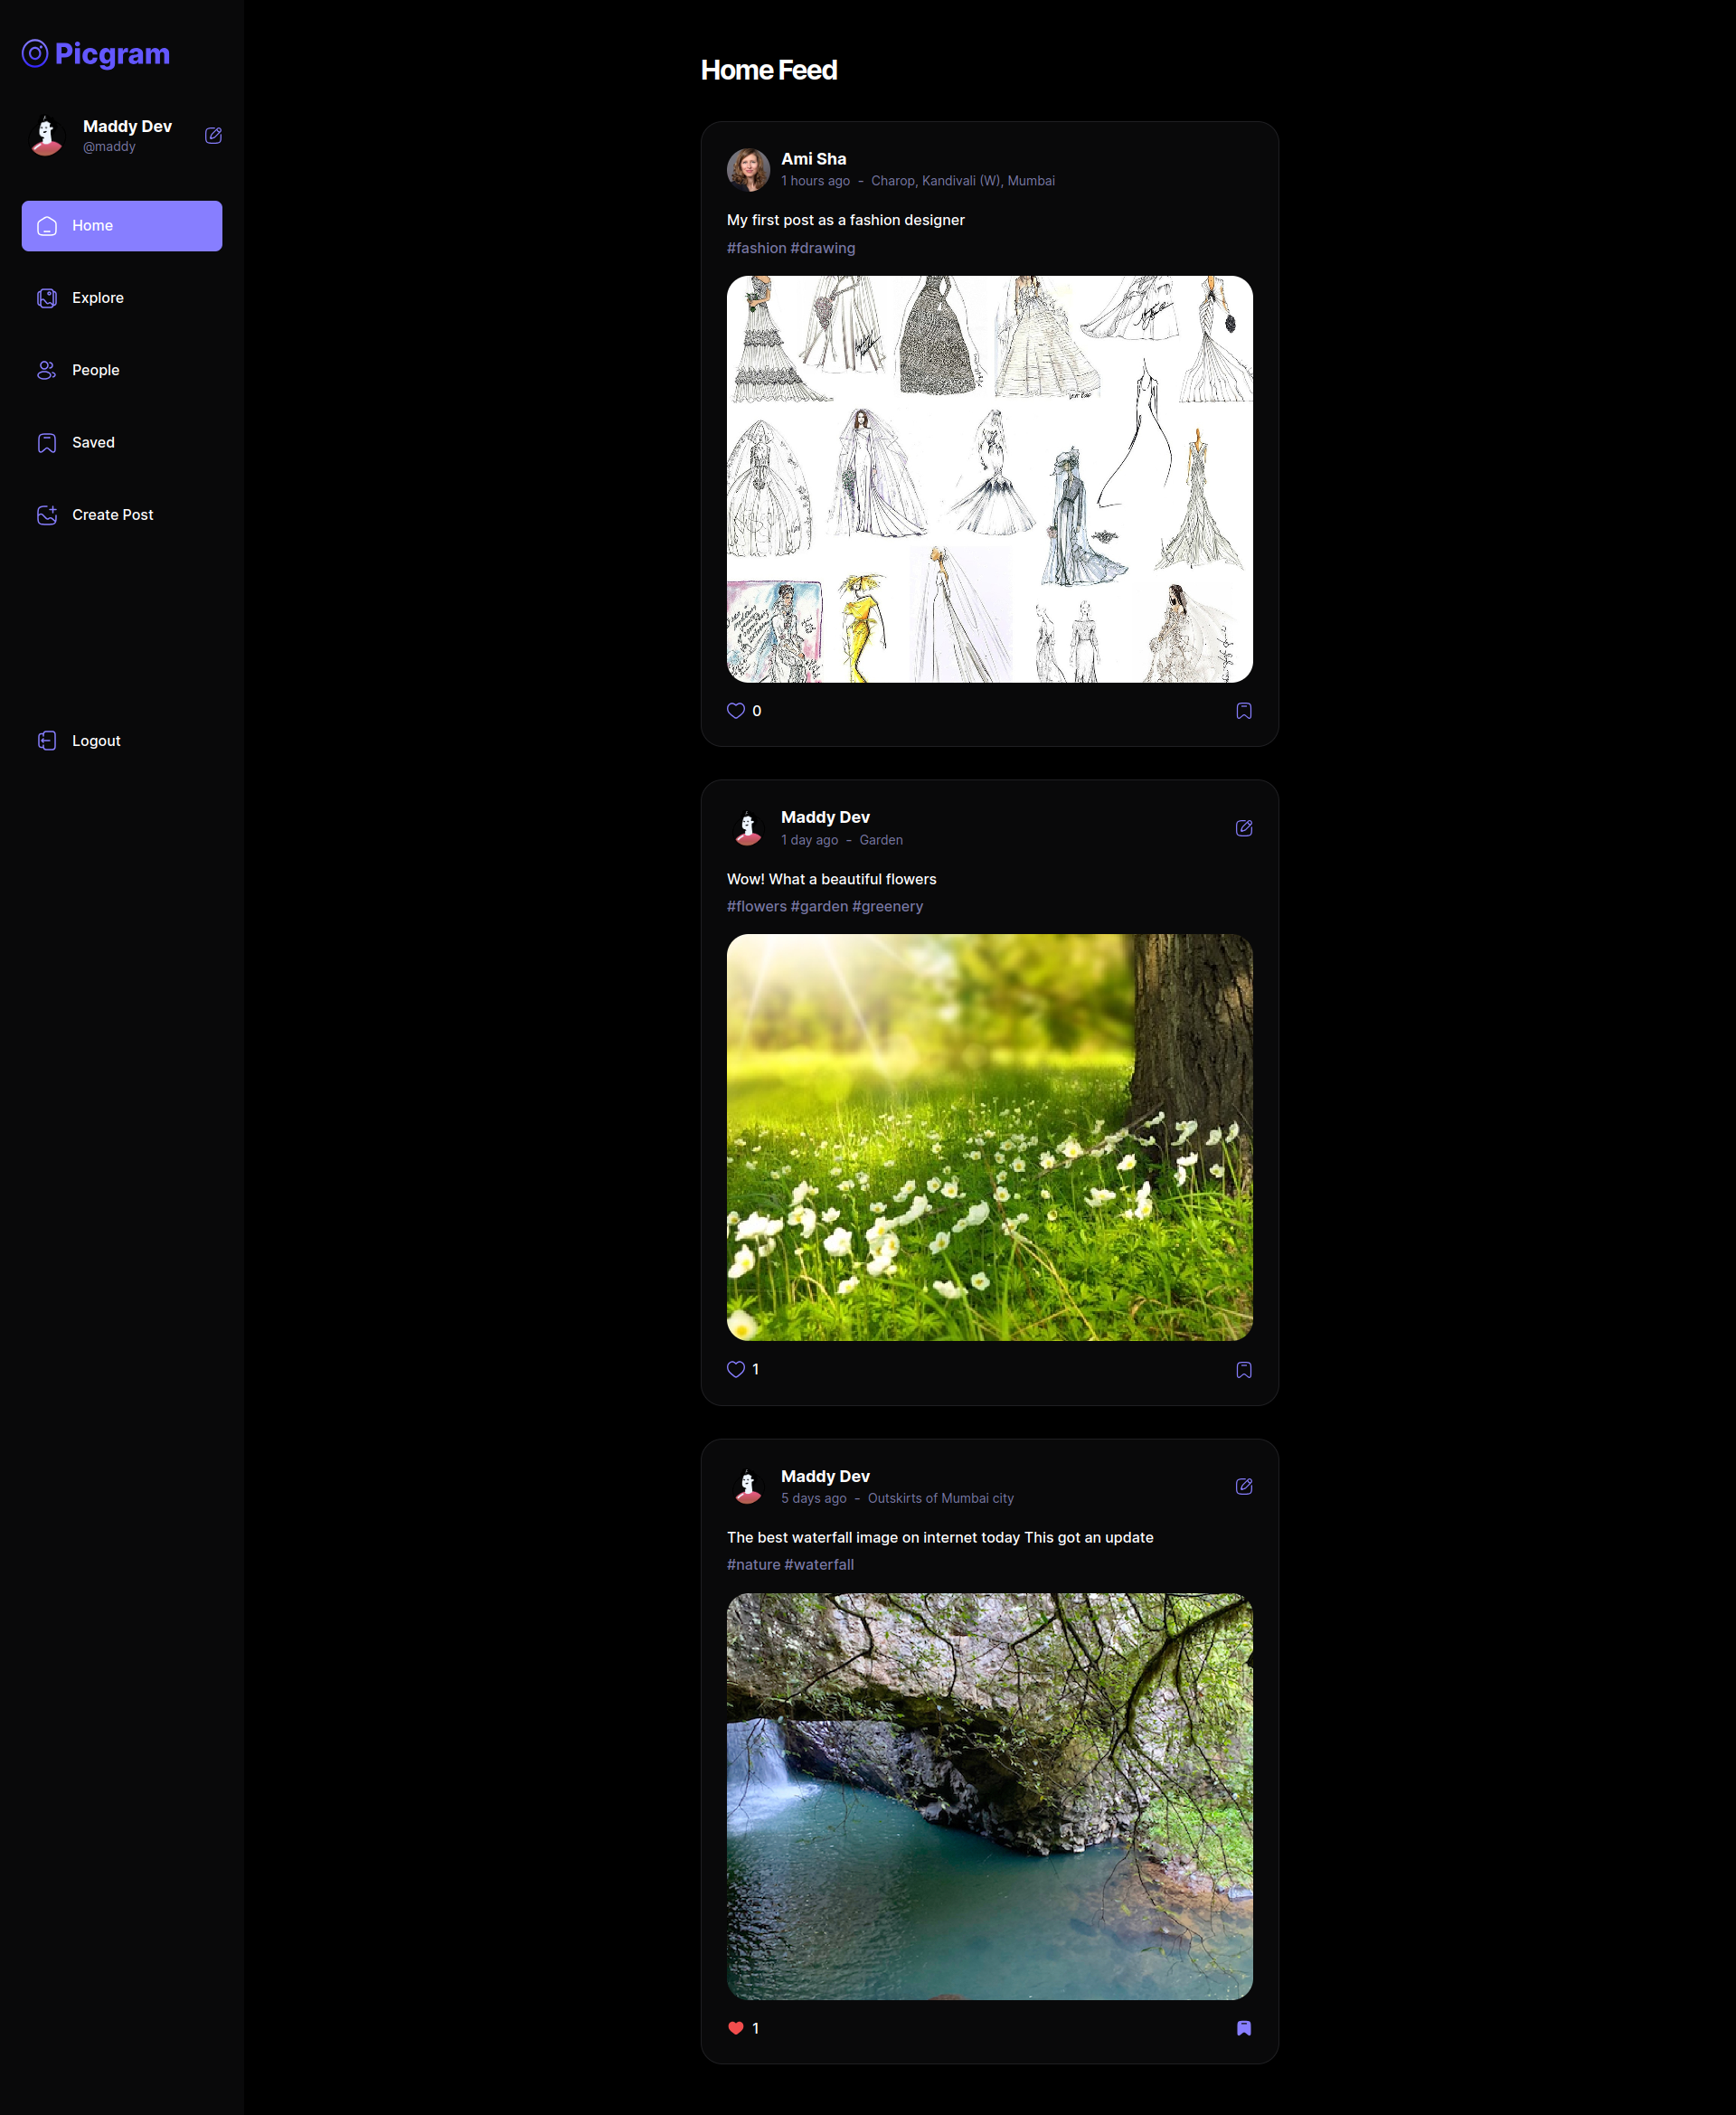 Picgram
Maddy Dev
@maddy
Home
Explore
People
Saved
Create Post
Logout
Home Feed
Ami Sha
1 hours ago - Charop, Kandivali (W), Mumbai
My first post as a fashion designer
#fashion #drawing
0
Maddy Dev
1 day ago - Garden
Wow! What a beautiful flowers
#flowers #garden #greenery
1
Maddy Dev
5 days ago - Outskirts of Mumbai city
The best waterfall image on internet today This got an update
#nature #waterfall
1